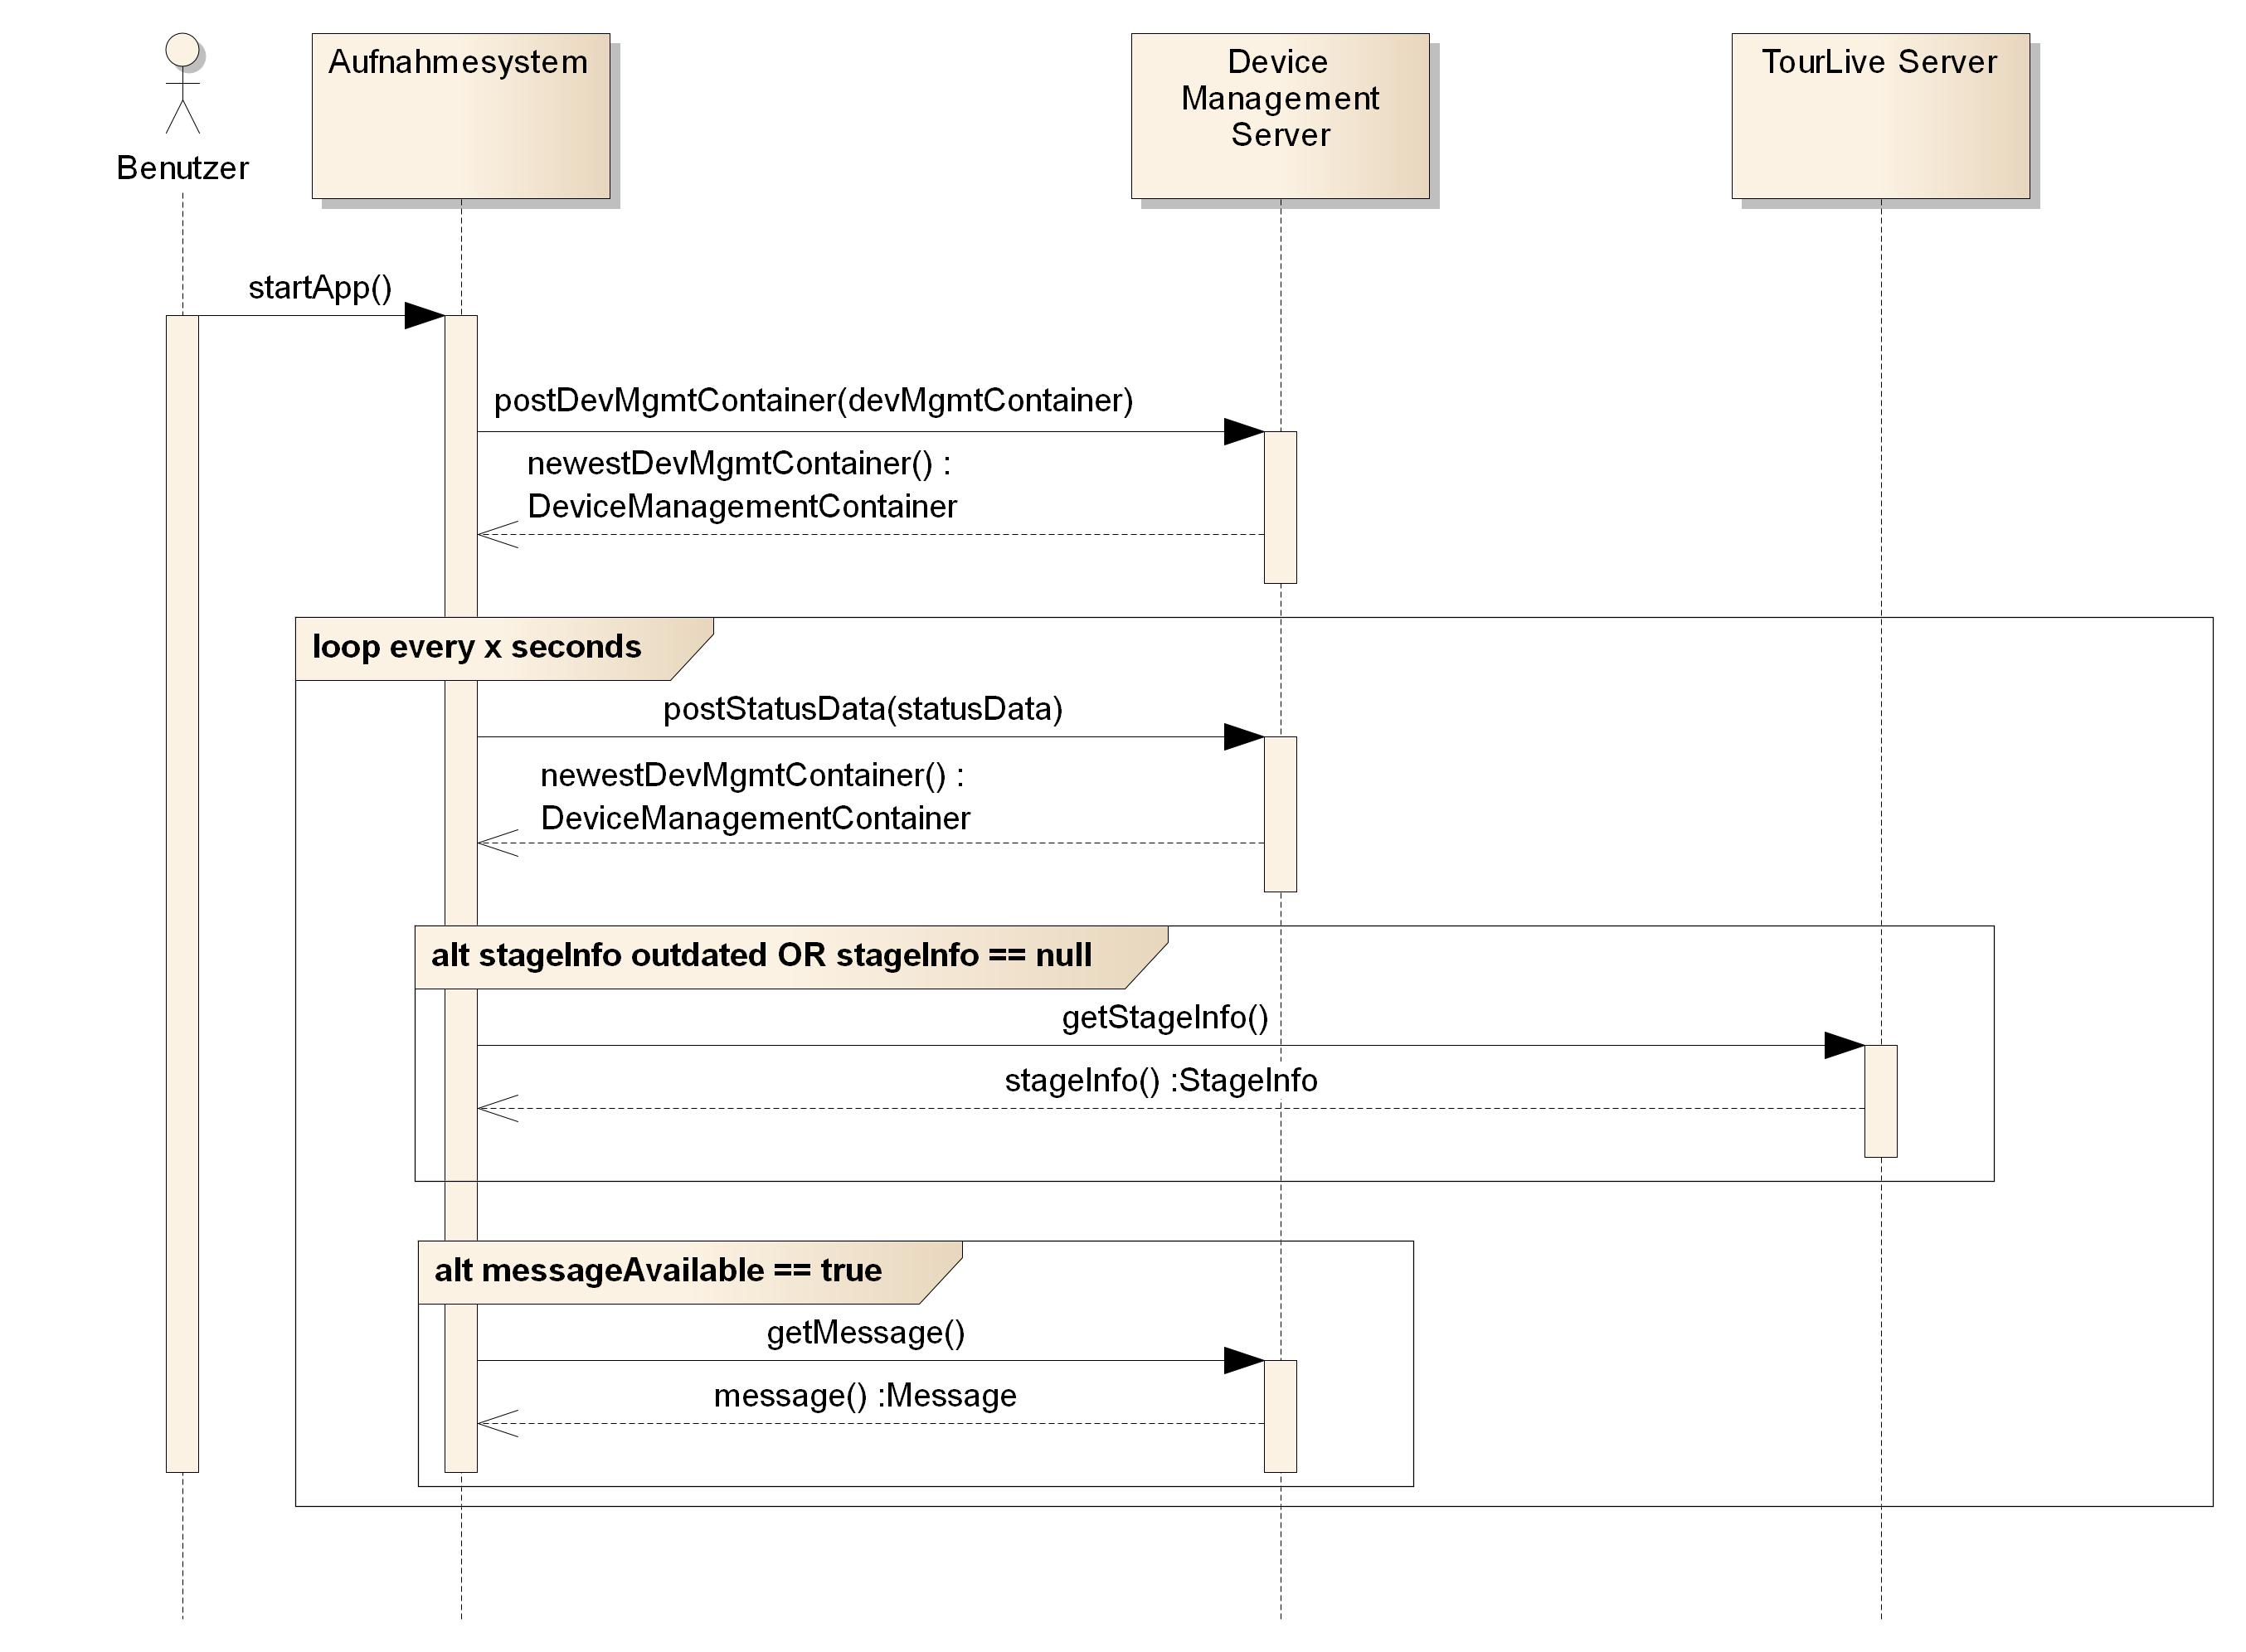 Benutzer
Aufnahmesystem
Device
Management
Server
TourLive Server
startApp()
postDevMgmtContainer(devMgmtContainer)
newestDevMgmtContainer() :
DeviceManagementContainer
loop every x seconds
postStatusData(statusData)
newestDevMgmtContainer() :
DeviceManagementContainer
alt stageInfo outdated OR stageInfo == null
getStageInfo()
stageInfo() :StageInfo
alt messageAvailable == true
getMessage()
message() :Message